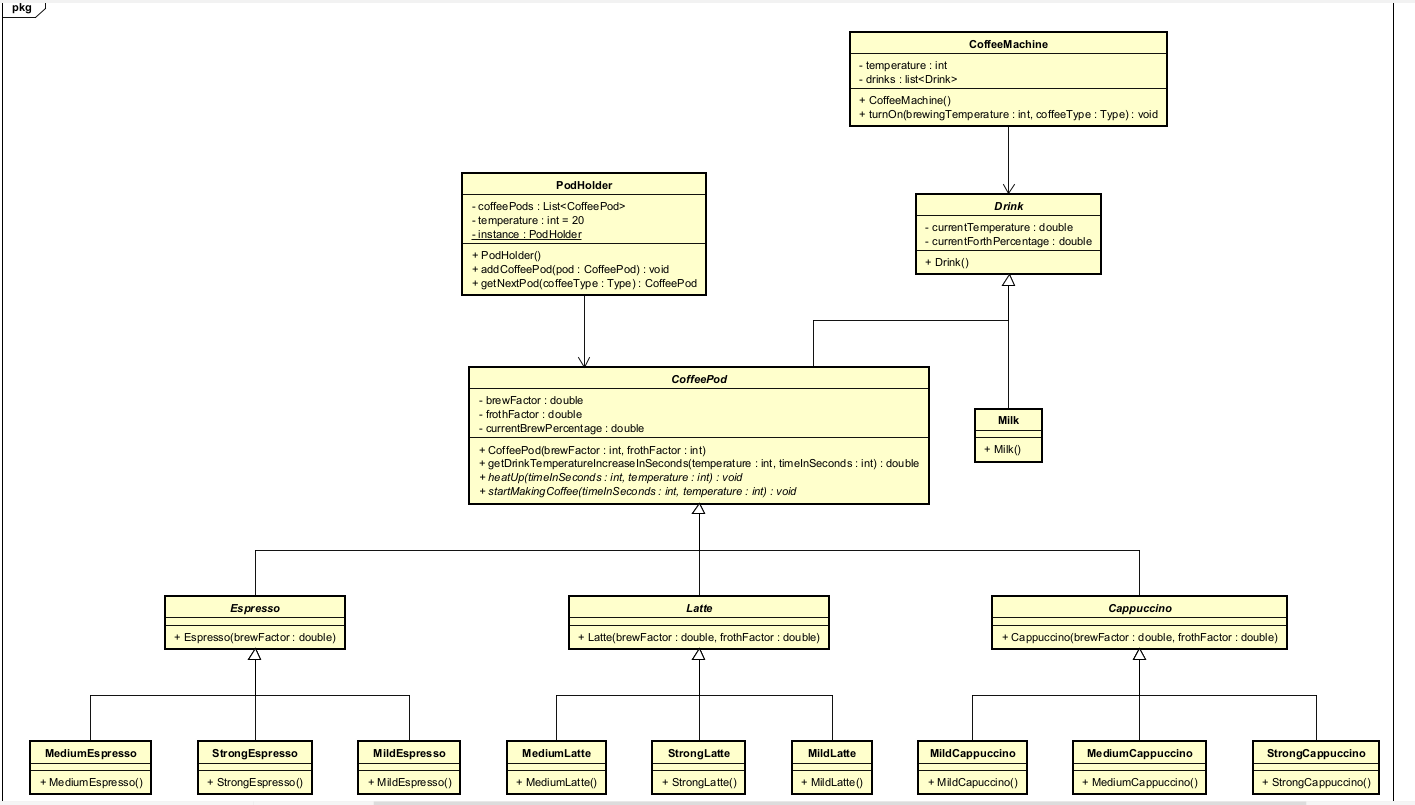 pkg
CoffeeMachine
- temperature : int
- drinks : list<Drink>
+ CoffeeMachine()
+ turnOn(brewingTemperature : int, coffeeType : Type) : void
PodHolder
- coffeePods : List<CoffeePod>
- temperature : int = 20
- instance : PodHolder
+ PodHolder()
+ addCoffeePod(pod : CoffeePod) : void
+ getNextPod(coffeeType : Type) : CoffeePod
Drink
- currentTemperature : double
- currentForthPercentage : double
+ Drink()
CoffeePod
- brewFactor : double
- frothFactor : double
- currentBrewPercentage : double
+ CoffeePod(brewFactor : int, frothFactor : int)
+ getDrinkTemperatureIncreaseInSeconds(temperature : int, timeInSeconds : int) : double
+ heatUp(timeInSeconds : int, temperature : int) : void
+ startMakingCoffee(timeInSeconds : int, temperature : int) : void
Milk
+ Milk()
Espresso
+ Espresso(brewFactor : double)
Latte
+ Latte(brewFactor : double, frothFactor : double)
Cappuccino
+ Cappuccino(brewFactor : double, frothFactor : double)
MediumEspresso
+ MediumEspresso()
StrongEspresso
+ StrongEspresso()
MildEspresso
+ MildEspresso()
MediumLatte
+ MediumLatte()
StrongLatte
+ StrongLatte()
MildLatte
+ MildLatte()
MildCappuccino
+ MildCapuccino()
MediumCappuccino
+ MediumCappuccino()
StrongCappuccino
+ StrongCappuccino()